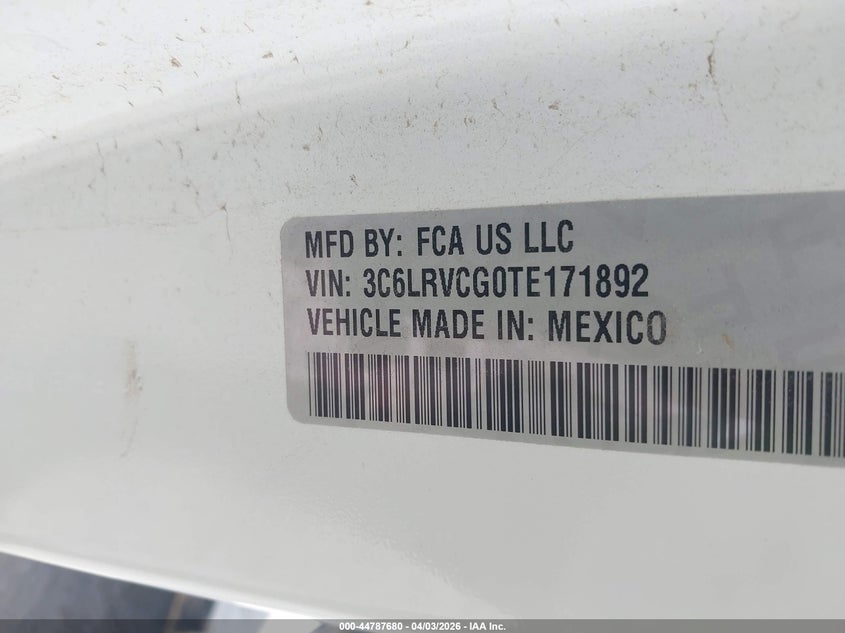 MFD BY: FCA US LLC
VIN: 3C6LRVCG0TE171892
VEHICLE MADE IN: MEXICO
000-44787680 - 04/03/2026 - IAA Inc.